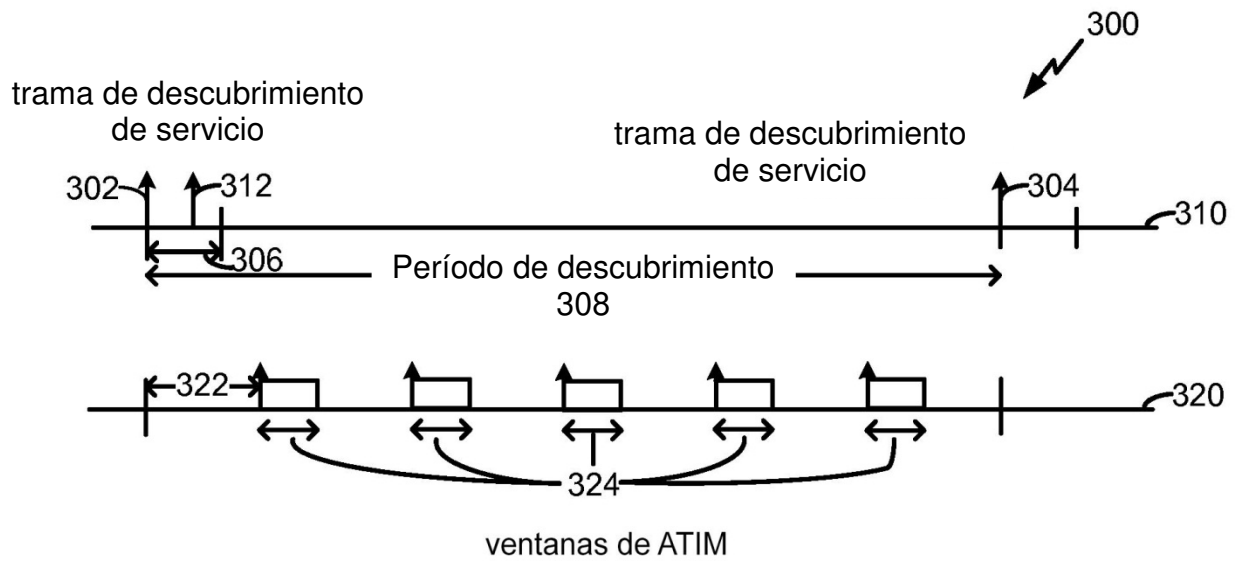 300
trama de descubrimiento
de servicio
trama de descubrimiento
de servicio
302
312
304
310
306
Período de descubrimiento
308
322
320
324
ventanas de ATIM